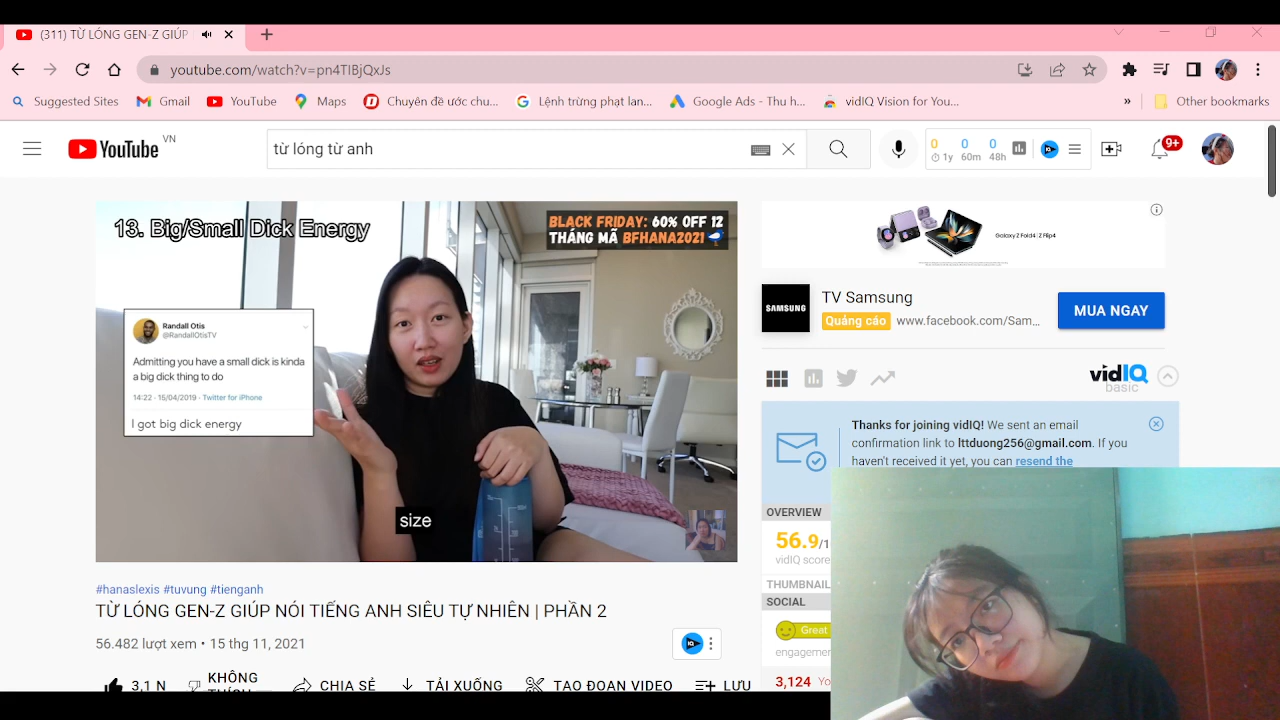 (311) TỪ LÓNG GEN-Z GIÚP
youtube.com/watch?v=pn4TIBjQxJs
Suggested Sites
Gmail
YouTube
Maps
Chuyên đề ước chu...
Lệnh trừng phạt lan...
Google Ads - Thu h...
vidIQ Vision for You...
»
Other bookmarks
YouTube VN
từ lóng từ anh
0 0 0
1y 60m 48h
9+
13. Big/Small Dick Energy
BLACK FRIDAY: 60% OFF 12
THÁNG MÃ BFHANA2021
Randall Otis
@RandallOtisTV
Admitting you have a small dick is kinda
a big dick thing to do
14:22 · 15/04/2019 · Twitter for iPhone
I got big dick energy
size
Galaxy Z Fold4 | Z Flip4
SAMSUNG
TV Samsung
Quảng cáo www.facebook.com/Sam...
MUA NGAY
vidIQ
basic
Thanks for joining vidIQ! We sent an email
confirmation link to lttduong256@gmail.com. If you
haven't received it yet, you can resend the
OVERVIEW
56.9/1
vidIQ score
THUMBNAIL
SOCIAL
Great
engagemen
3,124 Yo
#hanaslexis #tuvung #tienganh
TỪ LÓNG GEN-Z GIÚP NÓI TIẾNG ANH SIÊU TỰ NHIÊN | PHẦN 2
56.482 lượt xem • 15 thg 11, 2021
3,1 N
KHÔNG
THÍCH
CHIA SẺ
TẢI XUỐNG
TẠO ĐOẠN VIDEO
LƯU